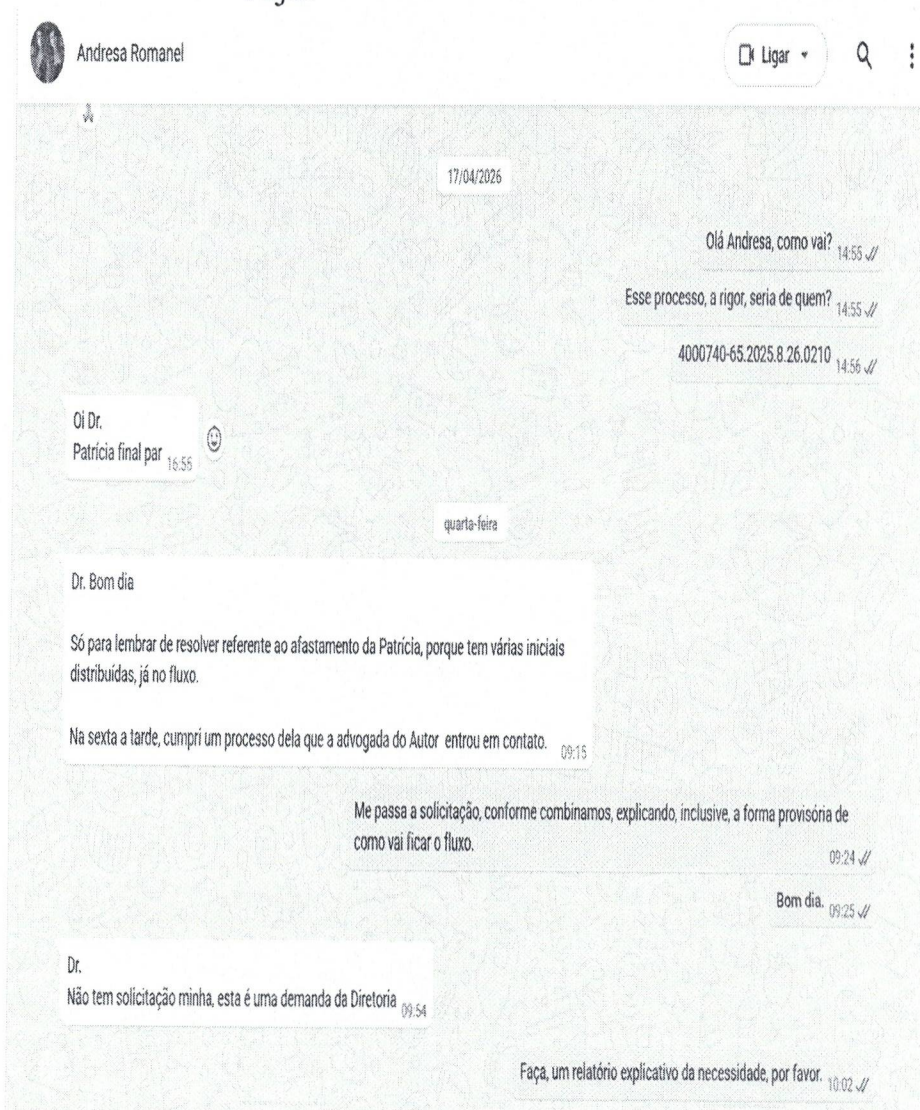 Andresa Romanel
Ligar
17/04/2026
Olá Andresa, como vai? 14:55
Esse processo, a rigor, seria de quem? 14:55
4000740-65.2025.8.26.0210 14:56
Oi Dr.
Patrícia final par 16:56
quarta-feira
Dr. Bom dia
Só para lembrar de resolver referente ao afastamento da Patrícia, porque tem várias iniciais
distribuídas, já no fluxo.
Na sexta a tarde, cumpri um processo dela que a advogada do Autor entrou em contato. 09:15
Me passa a solicitação, conforme combinamos, explicando, inclusive, a forma provisória de
como vai ficar o fluxo.
09:24
Bom dia. 09:25
Dr.
Não tem solicitação minha, esta é uma demanda da Diretoria 09:54
Faça, um relatório explicativo da necessidade, por favor. 10:02